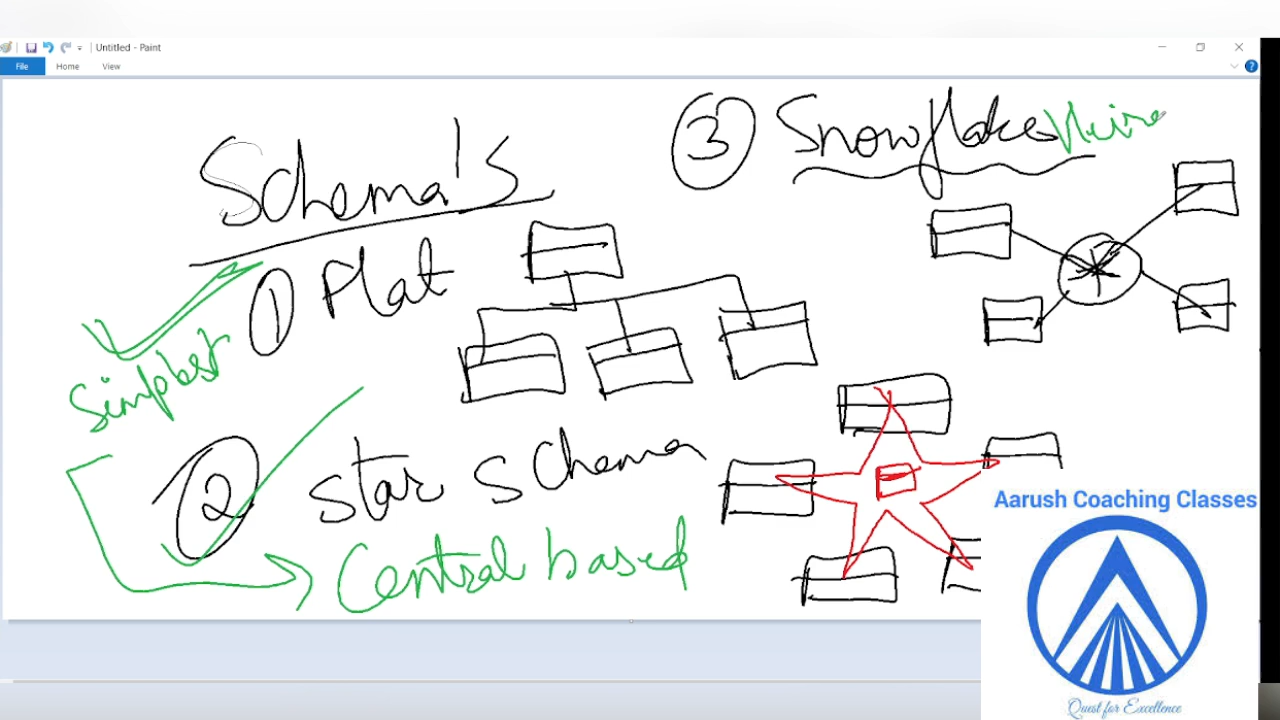 Untitled - Paint
File Home View
Schema's
① Flat
Simplest
② Star schema
Central based
③ Snowflake
Aarush Coaching Classes
Quest for Excellence